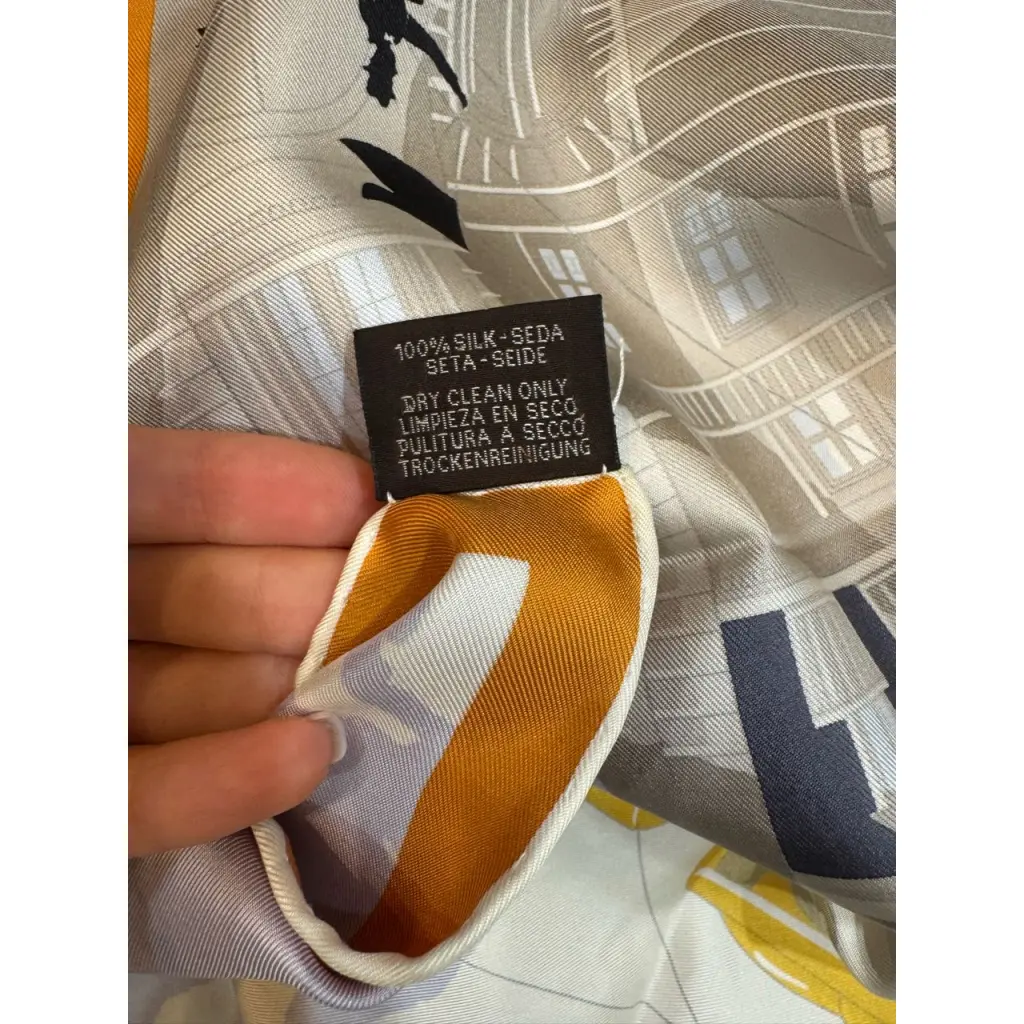 100% SILK-SEDA
SETA-SEIDE
DRY CLEAN ONLY
LIMPIEZA EN SECO
PULITURA A SECCO
TROCKENREINIGUNG